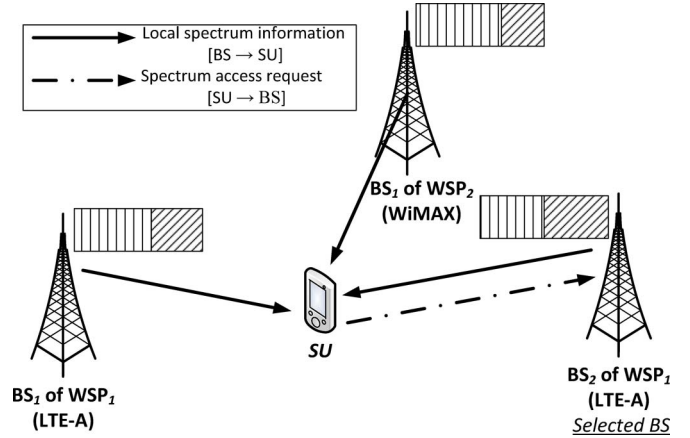 Local spectrum information
[BS → SU]
Spectrum access request
[SU → BS]
BS₁ of WSP₂
(WiMAX)
SU
BS₁ of WSP₁
(LTE-A)
BS₂ of WSP₁
(LTE-A)
Selected BS